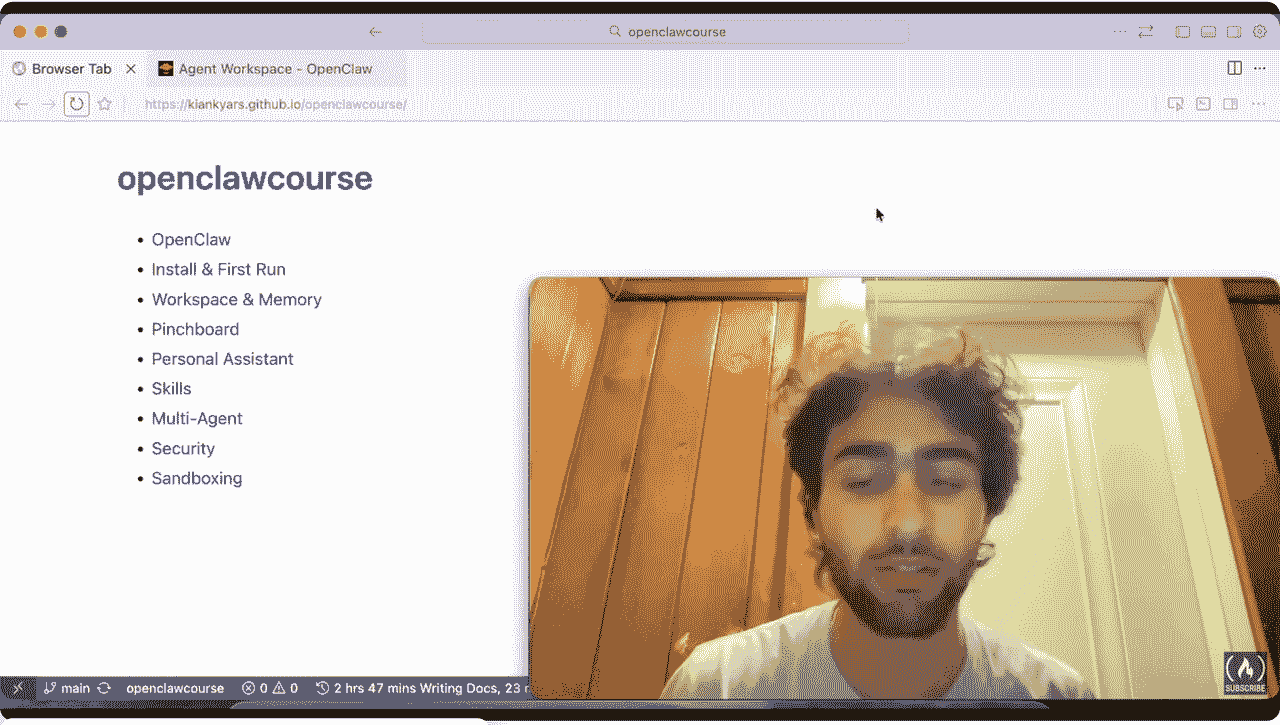 openclawcourse
Browser Tab
Agent Workspace - OpenClaw
https://kiankyars.github.io/openclawcourse/
openclawcourse
OpenClaw
Install & First Run
Workspace & Memory
Pinchboard
Personal Assistant
Skills
Multi-Agent
Security
Sandboxing
main openclawcourse 0 0 2 hrs 47 mins Writing Docs, 23
SUBSCRIBE